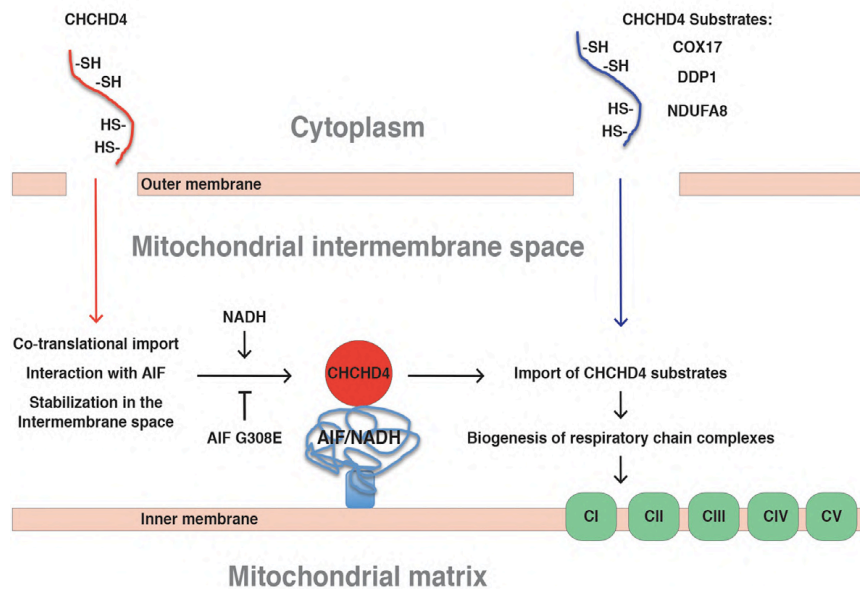 CHCHD4
-SH
-SH
HS-
HS-
CHCHD4 Substrates:
-SH
-SH
HS-
HS-
COX17
DDP1
NDUFA8
Cytoplasm
Outer membrane
Mitochondrial intermembrane space
Co-translational import
Interaction with AIF
Stabilization in the
Intermembrane space
NADH
AIF G308E
CHCHD4
AIF/NADH
Import of CHCHD4 substrates
Biogenesis of respiratory chain complexes
Inner membrane
CI
CII
CIII
CIV
CV
Mitochondrial matrix